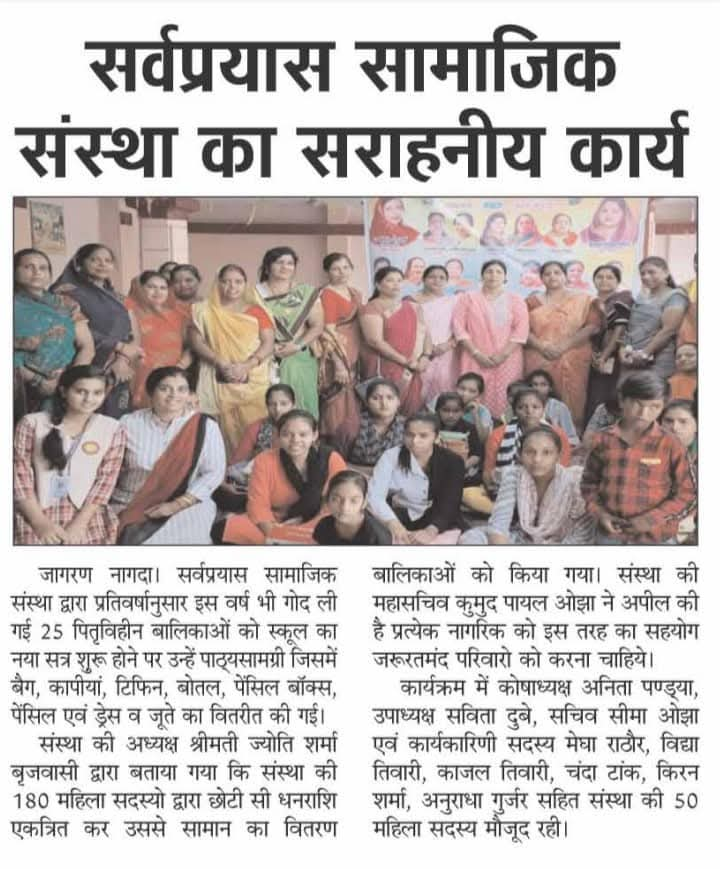 सर्वप्रयास सामाजिक
संस्था का सराहनीय कार्य
जागरण नागदा। सर्वप्रयास सामाजिक
संस्था द्वारा प्रतिवर्षानुसार इस वर्ष भी गोद ली
गई 25 पितृविहीन बालिकाओं को स्कूल का
नया सत्र शुरू होने पर उन्हें पाठ्यसामग्री जिसमें
बैग, कापीयां, टिफिन, बोतल, पेंसिल बॉक्स,
पेंसिल एवं ड्रेस व जूते का वितरीत की गई।
संस्था की अध्यक्ष श्रीमती ज्योति शर्मा
बृजवासी द्वारा बताया गया कि संस्था की
180 महिला सदस्यो द्वारा छोटी सी धनराशि
एकत्रित कर उससे सामान का वितरण
बालिकाओं को किया गया। संस्था की
महासचिव कुमुद पायल ओझा ने अपील की
है प्रत्येक नागरिक को इस तरह का सहयोग
जरूरतमंद परिवारो को करना चाहिये।
कार्यक्रम में कोषाध्यक्ष अनिता पण्ड्या,
उपाध्यक्ष सविता दुबे, सचिव सीमा ओझा
एवं कार्यकारिणी सदस्य मेघा राठौर, विद्या
तिवारी, काजल तिवारी, चंदा टांक, किरन
शर्मा, अनुराधा गुर्जर सहित संस्था की 50
महिला सदस्य मौजूद रही।